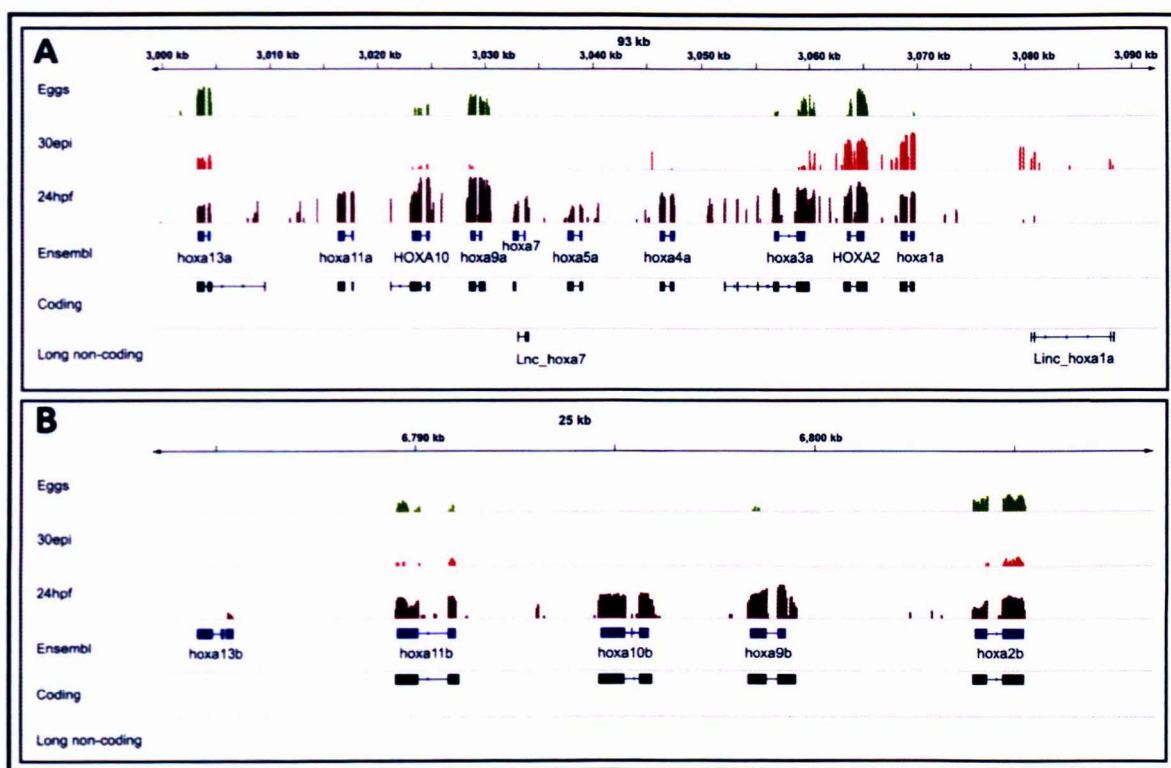 A
93 kb
3,000 kb 3,010 kb 3,020 kb 3,030 kb 3,040 kb 3,050 kb 3,060 kb 3,070 kb 3,080 kb 3,090 kb
Eggs
30epi
24hpf
Ensembl
hoxa13a hoxa11a HOXA10 hoxa9a hoxa7 hoxa5a hoxa4a hoxa3a HOXA2 hoxa1a
Coding
Long non-coding
Lnc_hoxa7 Linc_hoxa1a
B
25 kb
6,790 kb 6,800 kb
Eggs
30epi
24hpf
Ensembl
hoxa13b hoxa11b hoxa10b hoxa9b hoxa2b
Coding
Long non-coding